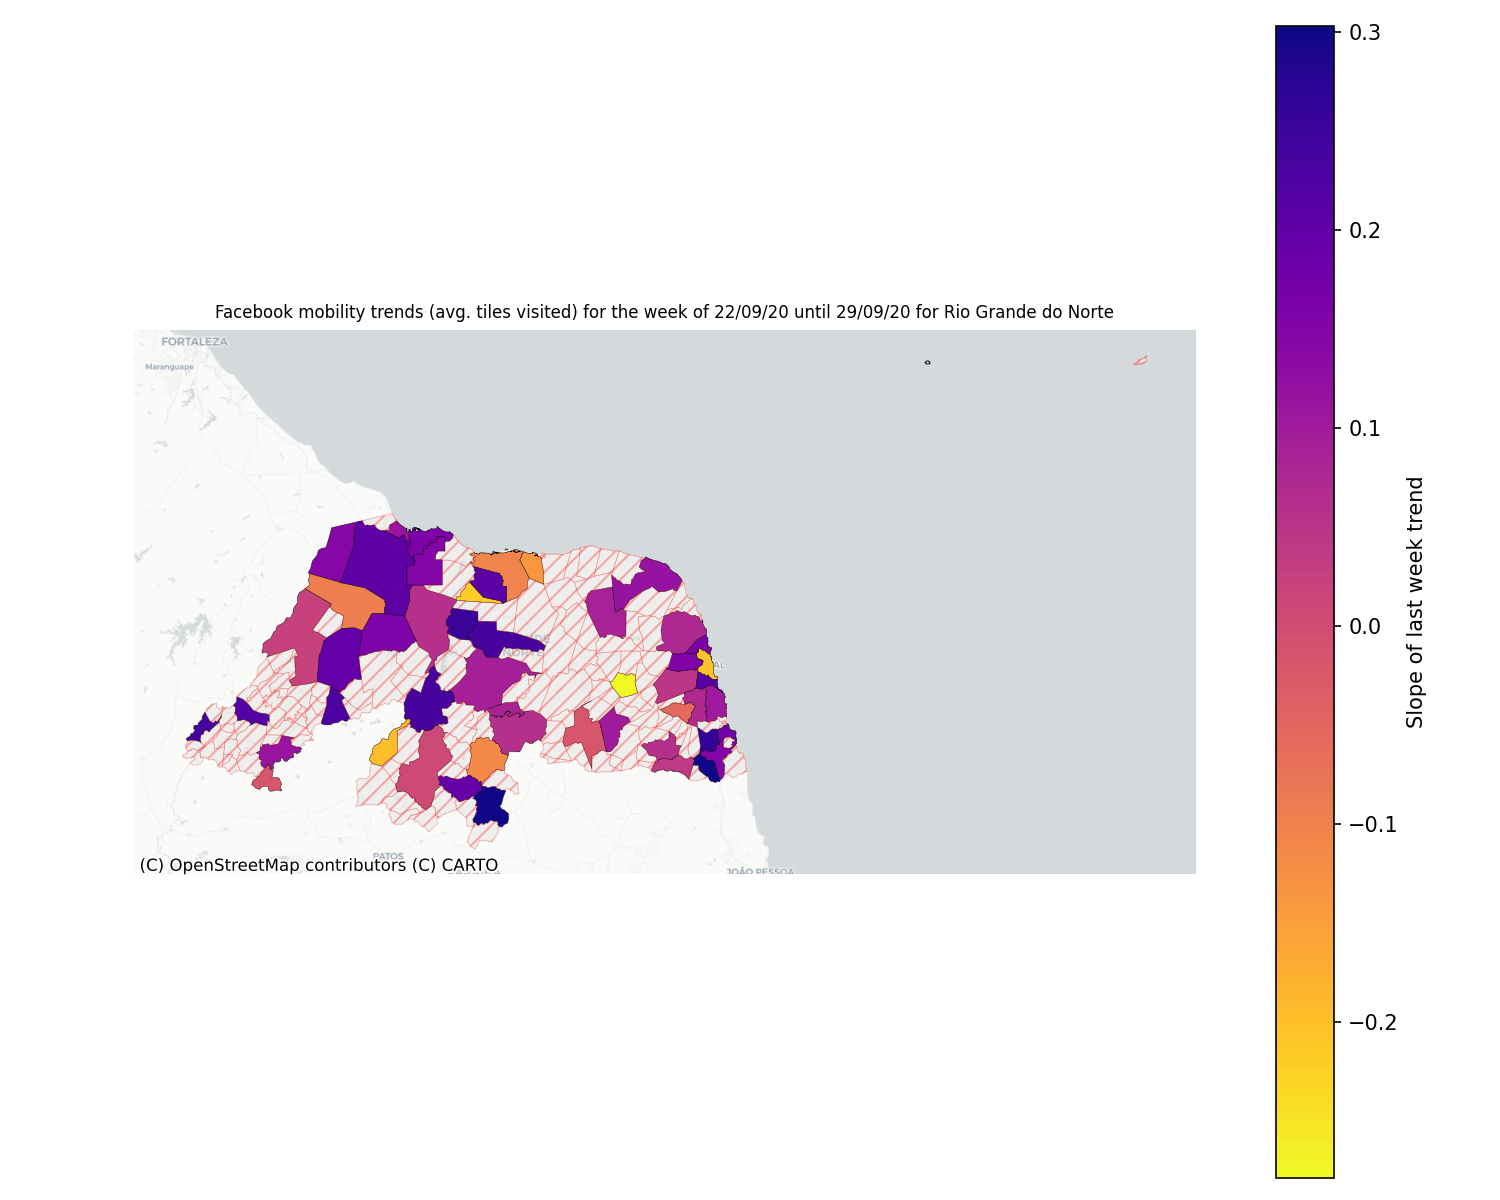 Facebook mobility trends (avg. tiles visited) for the week of 22/09/20 until 29/09/20 for Rio Grande do Norte
FORTALEZA
Maranguape
NORTE
AL
PATOS
JOÃO PESSOA
(C) OpenStreetMap contributors (C) CARTO
0.3
0.2
0.1
0.0
−0.1
−0.2
Slope of last week trend